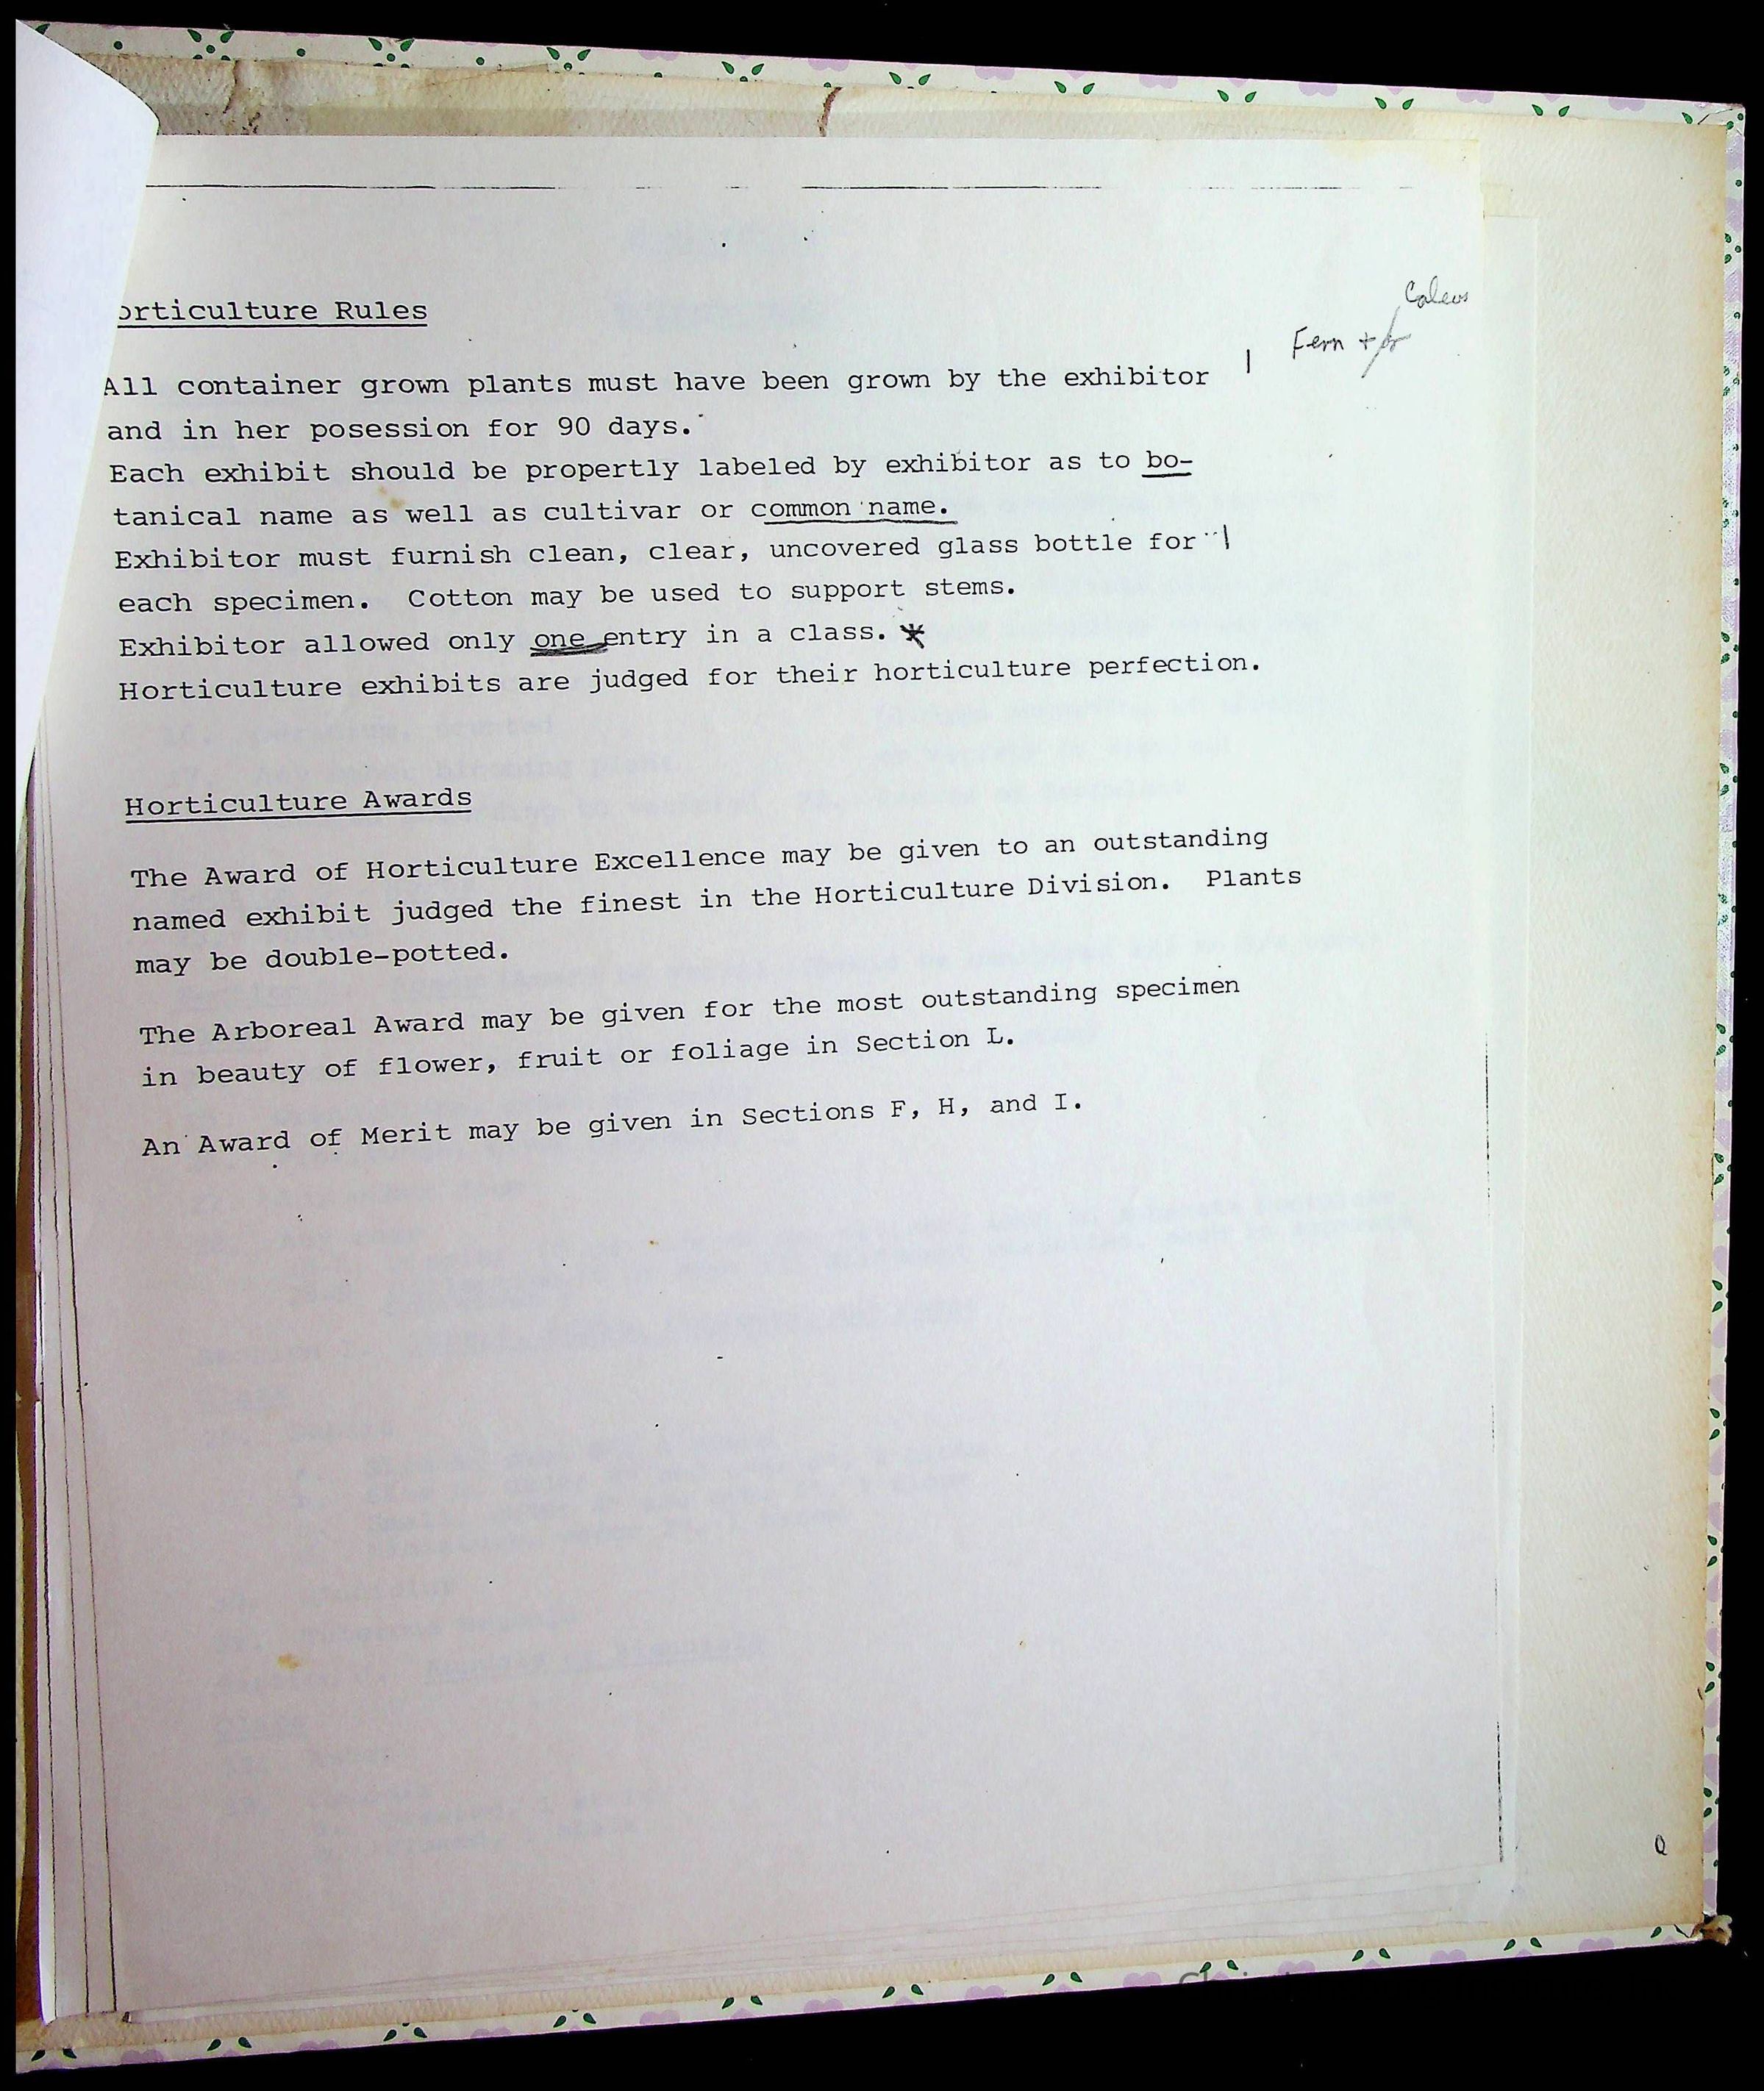 Coleus
orticulture Rules
Fern +/or
All container grown plants must have been grown by the exhibitor
and in her posession for 90 days.
Each exhibit should be propertly labeled by exhibitor as to bo-
tanical name as well as cultivar or common name.
Exhibitor must furnish clean, clear, uncovered glass bottle for
each specimen. Cotton may be used to support stems.
Exhibitor allowed only one entry in a class. *
Horticulture exhibits are judged for their horticulture perfection.
Horticulture Awards
The Award of Horticulture Excellence may be given to an outstanding
named exhibit judged the finest in the Horticulture Division. Plants
may be double-potted.
The Arboreal Award may be given for the most outstanding specimen
in beauty of flower, fruit or foliage in Section L.
An Award of Merit may be given in Sections F, H, and I.